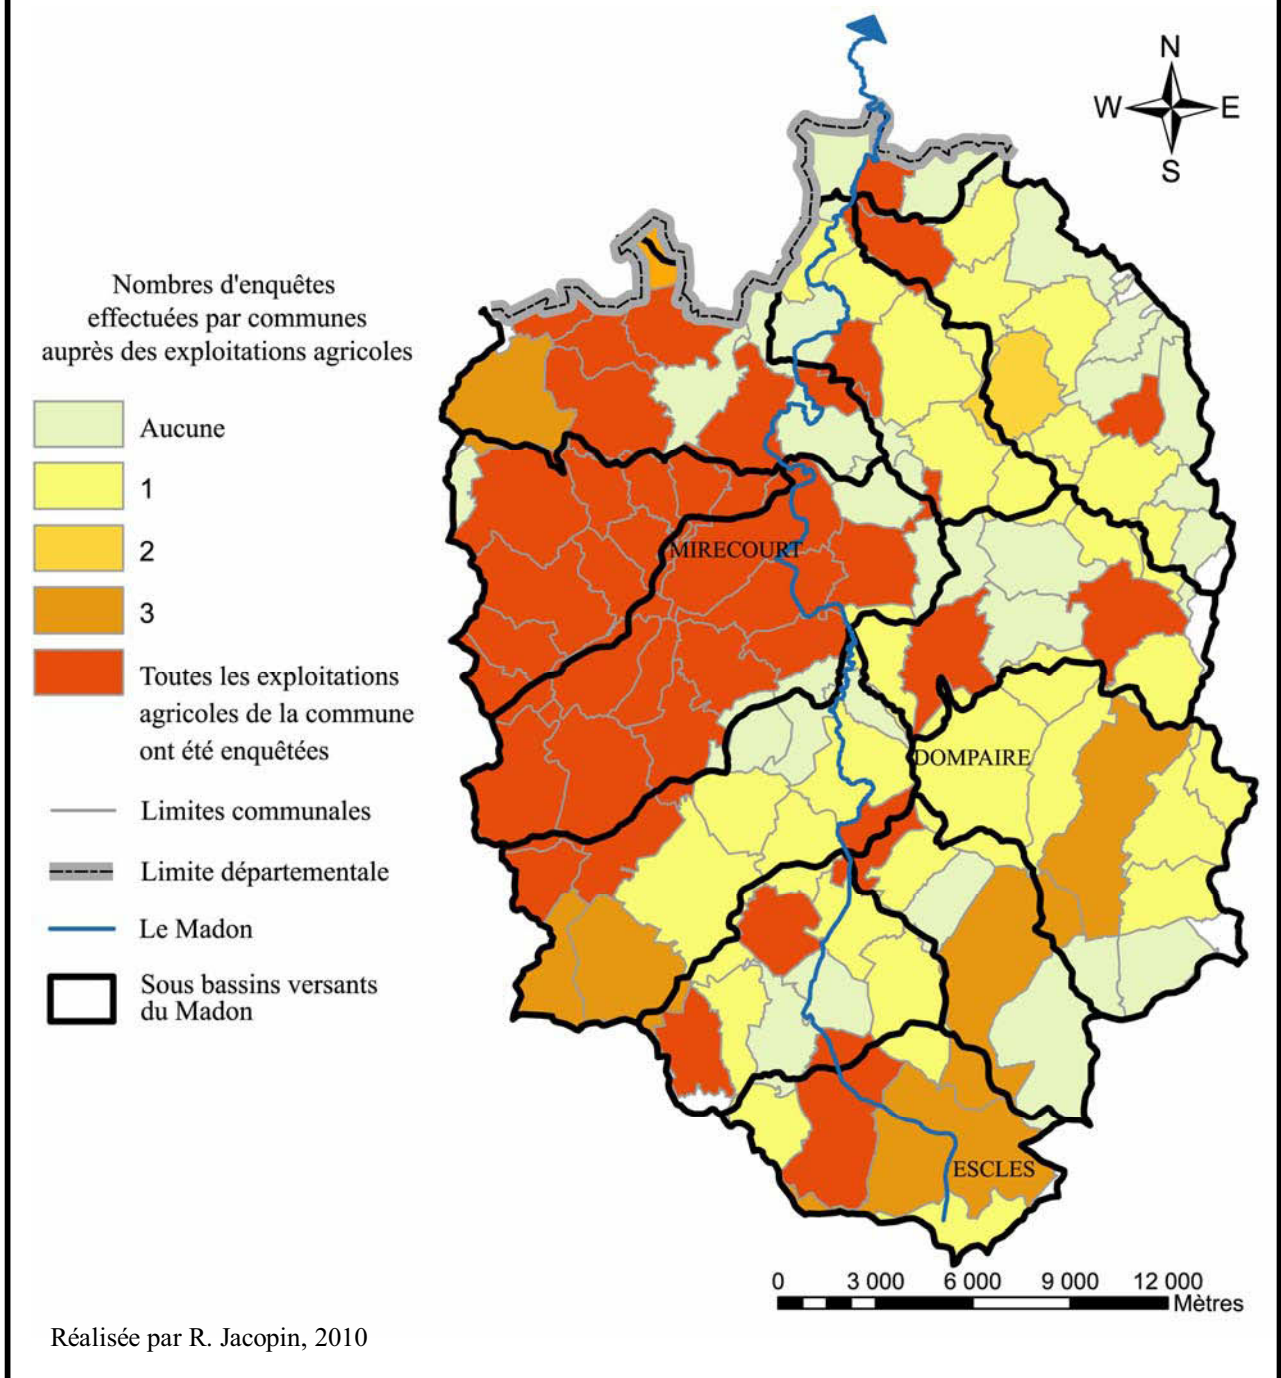 N
W E
S
Nombres d'enquêtes
effectuées par communes
auprès des exploitations agricoles
Aucune
1
2
3
Toutes les exploitations
agricoles de la commune
ont été enquêtées
Limites communales
Limite départementale
Le Madon
Sous bassins versants
du Madon
MIRECOURT
DOMPAIRE
ESCLES
0 3 000 6 000 9 000 12 000
Mètres
Réalisée par R. Jacopin, 2010